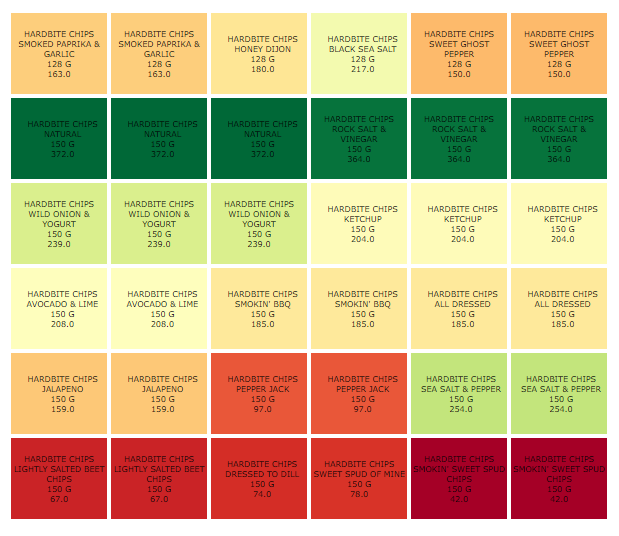 HARDBITE CHIPS
SMOKED PAPRIKA &
GARLIC
128 G
163.0
HARDBITE CHIPS
SMOKED PAPRIKA &
GARLIC
128 G
163.0
HARDBITE CHIPS
HONEY DIJON
128 G
180.0
HARDBITE CHIPS
BLACK SEA SALT
128 G
217.0
HARDBITE CHIPS
SWEET GHOST
PEPPER
128 G
150.0
HARDBITE CHIPS
SWEET GHOST
PEPPER
128 G
150.0
HARDBITE CHIPS
NATURAL
150 G
372.0
HARDBITE CHIPS
NATURAL
150 G
372.0
HARDBITE CHIPS
NATURAL
150 G
372.0
HARDBITE CHIPS
ROCK SALT &
VINEGAR
150 G
364.0
HARDBITE CHIPS
ROCK SALT &
VINEGAR
150 G
364.0
HARDBITE CHIPS
ROCK SALT &
VINEGAR
150 G
364.0
HARDBITE CHIPS
WILD ONION &
YOGURT
150 G
239.0
HARDBITE CHIPS
WILD ONION &
YOGURT
150 G
239.0
HARDBITE CHIPS
WILD ONION &
YOGURT
150 G
239.0
HARDBITE CHIPS
KETCHUP
150 G
204.0
HARDBITE CHIPS
KETCHUP
150 G
204.0
HARDBITE CHIPS
KETCHUP
150 G
204.0
HARDBITE CHIPS
AVOCADO & LIME
150 G
208.0
HARDBITE CHIPS
AVOCADO & LIME
150 G
208.0
HARDBITE CHIPS
SMOKIN' BBQ
150 G
185.0
HARDBITE CHIPS
SMOKIN' BBQ
150 G
185.0
HARDBITE CHIPS
ALL DRESSED
150 G
185.0
HARDBITE CHIPS
ALL DRESSED
150 G
185.0
HARDBITE CHIPS
JALAPENO
150 G
159.0
HARDBITE CHIPS
JALAPENO
150 G
159.0
HARDBITE CHIPS
PEPPER JACK
150 G
97.0
HARDBITE CHIPS
PEPPER JACK
150 G
97.0
HARDBITE CHIPS
SEA SALT & PEPPER
150 G
254.0
HARDBITE CHIPS
SEA SALT & PEPPER
150 G
254.0
HARDBITE CHIPS
LIGHTLY SALTED BEET
CHIPS
150 G
67.0
HARDBITE CHIPS
LIGHTLY SALTED BEET
CHIPS
150 G
67.0
HARDBITE CHIPS
DRESSED TO DILL
150 G
74.0
HARDBITE CHIPS
SWEET SPUD OF MINE
150 G
78.0
HARDBITE CHIPS
SMOKIN' SWEET SPUD
CHIPS
150 G
42.0
HARDBITE CHIPS
SMOKIN' SWEET SPUD
CHIPS
150 G
42.0